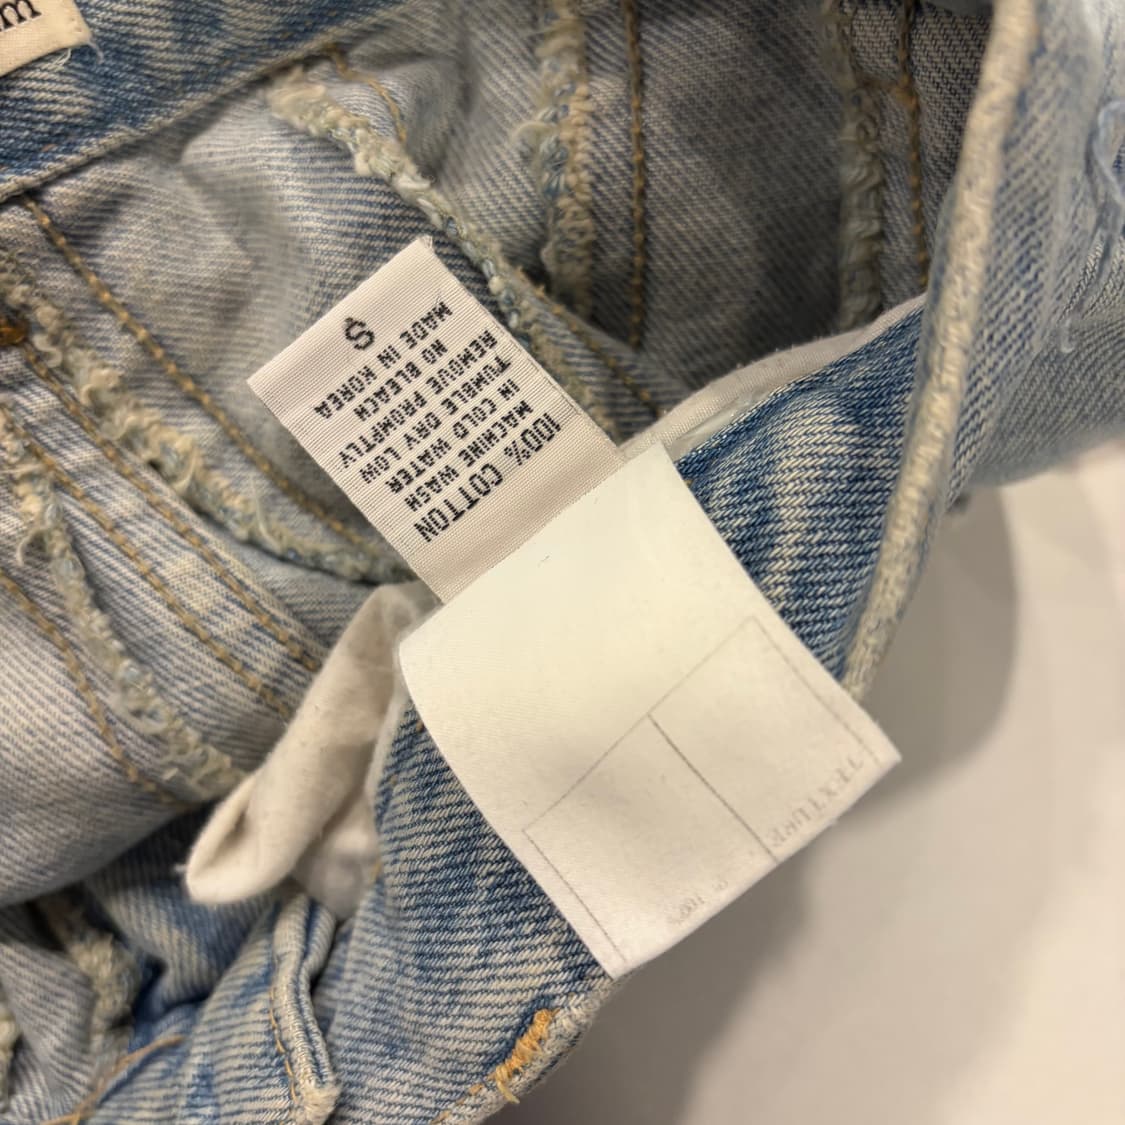 m
100% COTTON
MACHINE WASH
IN COLD WATER
TUMBLE DRY LOW
REMOVE PROMPTLY
NO BLEACH
MADE IN KOREA
S